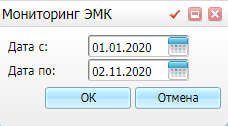 Мониторинг ЭМК
Дата с: 01.01.2020
Дата по: 02.11.2020
ОК Отмена